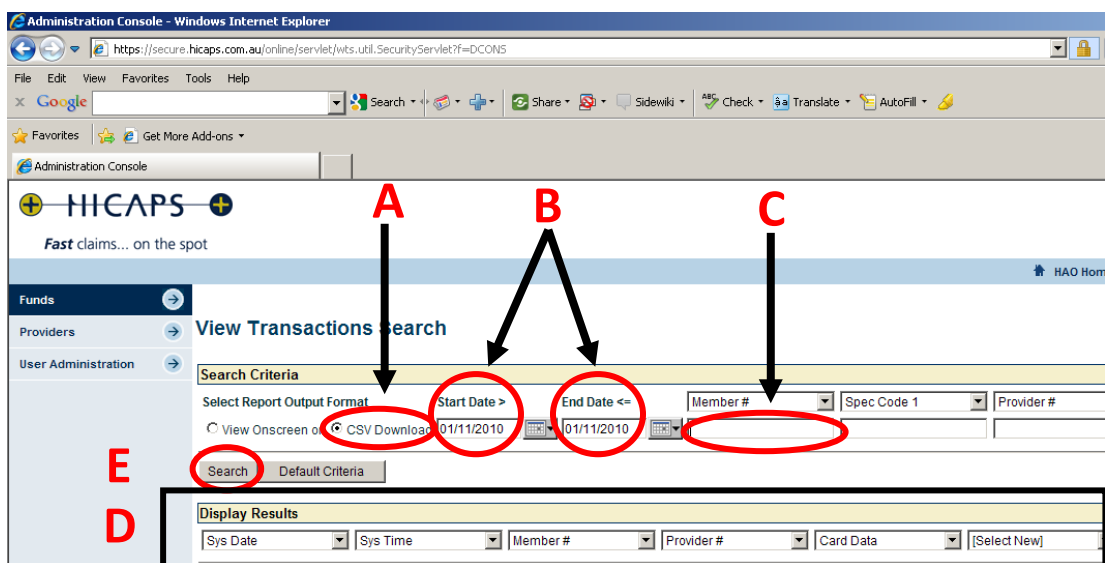 Administration Console - Windows Internet Explorer
https://secure.hicaps.com.au/online/servlet/wts.util.SecurityServlet?f=DCONS
File Edit View Favorites Tools Help
x Google Search Share Sidewiki ABC Check āa Translate AutoFill
Favorites Get More Add-ons
Administration Console
HICAPS
A B C
Fast claims... on the spot
HAO Hom
Funds
Providers
User Administration
View Transactions Search
Search Criteria
Select Report Output Format Start Date > End Date <= Member # Spec Code 1 Provider #
View Onscreen or CSV Download 01/11/2010 01/11/2010
E
Search Default Criteria
D
Display Results
Sys Date Sys Time Member # Provider # Card Data [Select New]